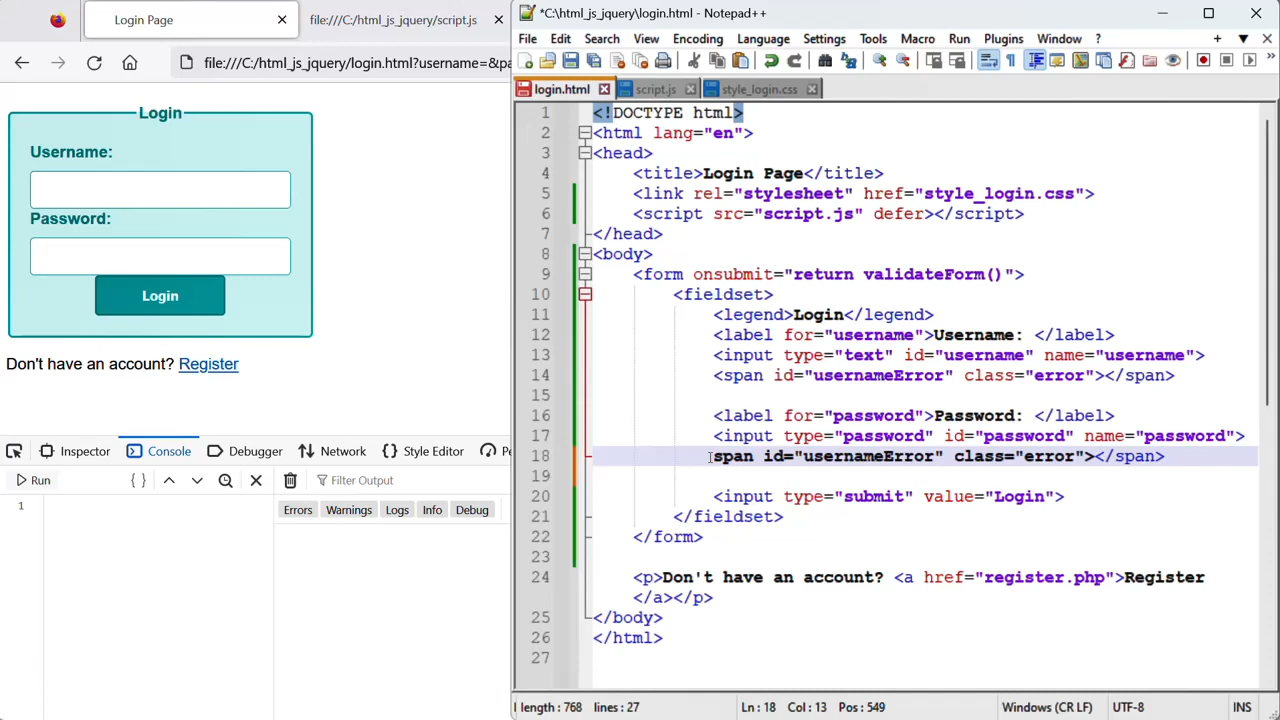 Login Page
file:///C:/html_js_jquery/script.js
file:///C:/html_js_jquery/login.html?username=&pa
Login
Username:
Password:
Login
Don't have an account? Register
Inspector Console Debugger Network Style Editor Pe
Run
Filter Output
1
Errors Warnings Logs Info Debug
*C:\html_js_jquery\login.html - Notepad++
File Edit Search View Encoding Language Settings Tools Macro Run Plugins Window ?
login.html script.js style_login.css
1 <!DOCTYPE html>
2 <html lang="en">
3 <head>
4 <title>Login Page</title>
5 <link rel="stylesheet" href="style_login.css">
6 <script src="script.js" defer></script>
7 </head>
8 <body>
9 <form onsubmit="return validateForm()">
10 <fieldset>
11 <legend>Login</legend>
12 <label for="username">Username: </label>
13 <input type="text" id="username" name="username">
14 <span id="usernameError" class="error"></span>
15
16 <label for="password">Password: </label>
17 <input type="password" id="password" name="password">
18 span id="usernameError" class="error"></span>
19
20 <input type="submit" value="Login">
21 </fieldset>
22 </form>
23
24 <p>Don't have an account? <a href="register.php">Register
</a></p>
25 </body>
26 </html>
27
length : 768 lines : 27 Ln : 18 Col : 13 Pos : 549 Windows (CR LF) UTF-8 INS